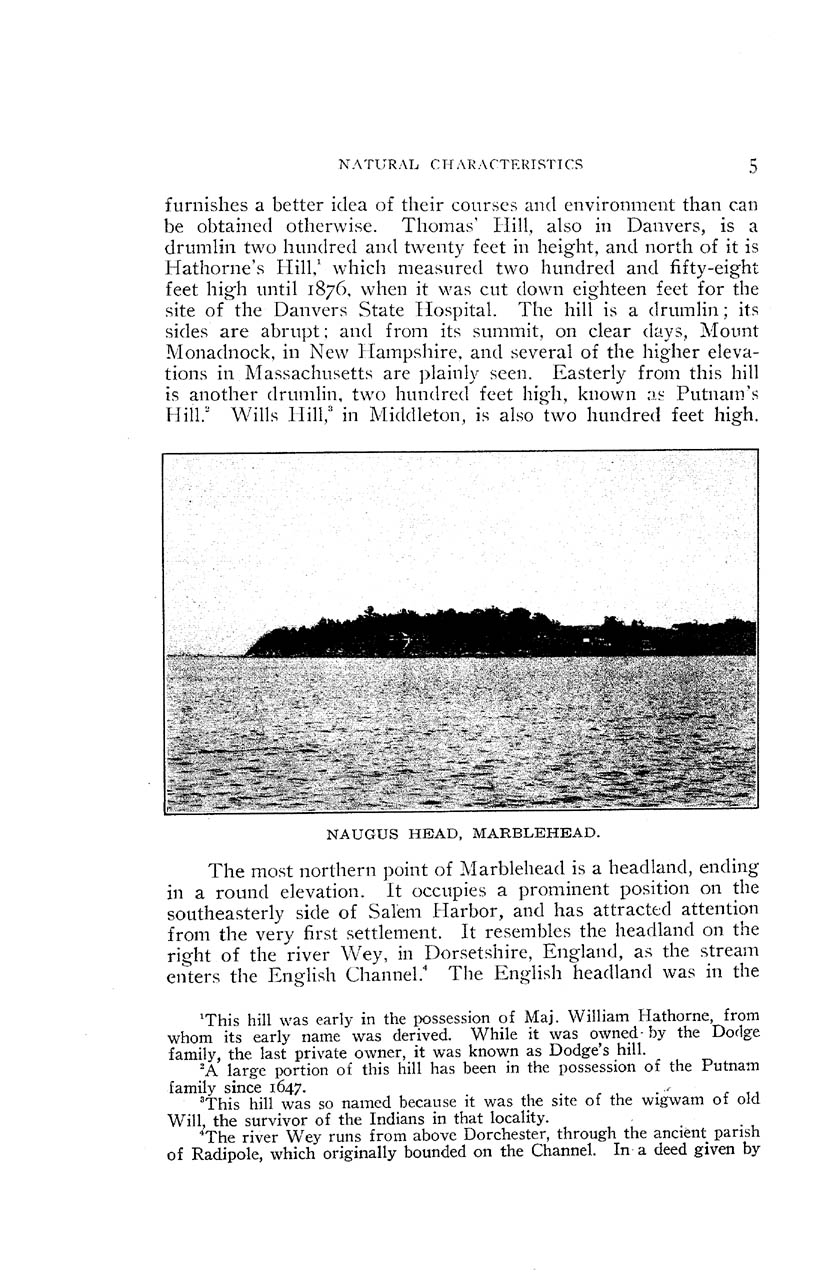 NATURAL CHARACTERISTICS 5
furnishes a better idea of their courses and environment than can
be obtained otherwise. Thomas' Hill, also in Danvers, is a
drumlin two hundred and twenty feet in height, and north of it is
Hathorne's Hill,¹ which measured two hundred and fifty-eight
feet high until 1876, when it was cut down eighteen feet for the
site of the Danvers State Hospital. The hill is a drumlin; its
sides are abrupt; and from its summit, on clear days, Mount
Monadnock, in New Hampshire, and several of the higher eleva-
tions in Massachusetts are plainly seen. Easterly from this hill
is another drumlin, two hundred feet high, known as Putnam's
Hill.² Wills Hill,³ in Middleton, is also two hundred feet high.
NAUGUS HEAD, MARBLEHEAD.
The most northern point of Marblehead is a headland, ending
in a round elevation. It occupies a prominent position on the
southeasterly side of Salem Harbor, and has attracted attention
from the very first settlement. It resembles the headland on the
right of the river Wey, in Dorsetshire, England, as the stream
enters the English Channel.⁴ The English headland was in the
¹This hill was early in the possession of Maj. William Hathorne, from
whom its early name was derived. While it was owned by the Dodge
family, the last private owner, it was known as Dodge's hill.
²A large portion of this hill has been in the possession of the Putnam
family since 1647.
³This hill was so named because it was the site of the wigwam of old
Will, the survivor of the Indians in that locality.
⁴The river Wey runs from above Dorchester, through the ancient parish
of Radipole, which originally bounded on the Channel. In a deed given by